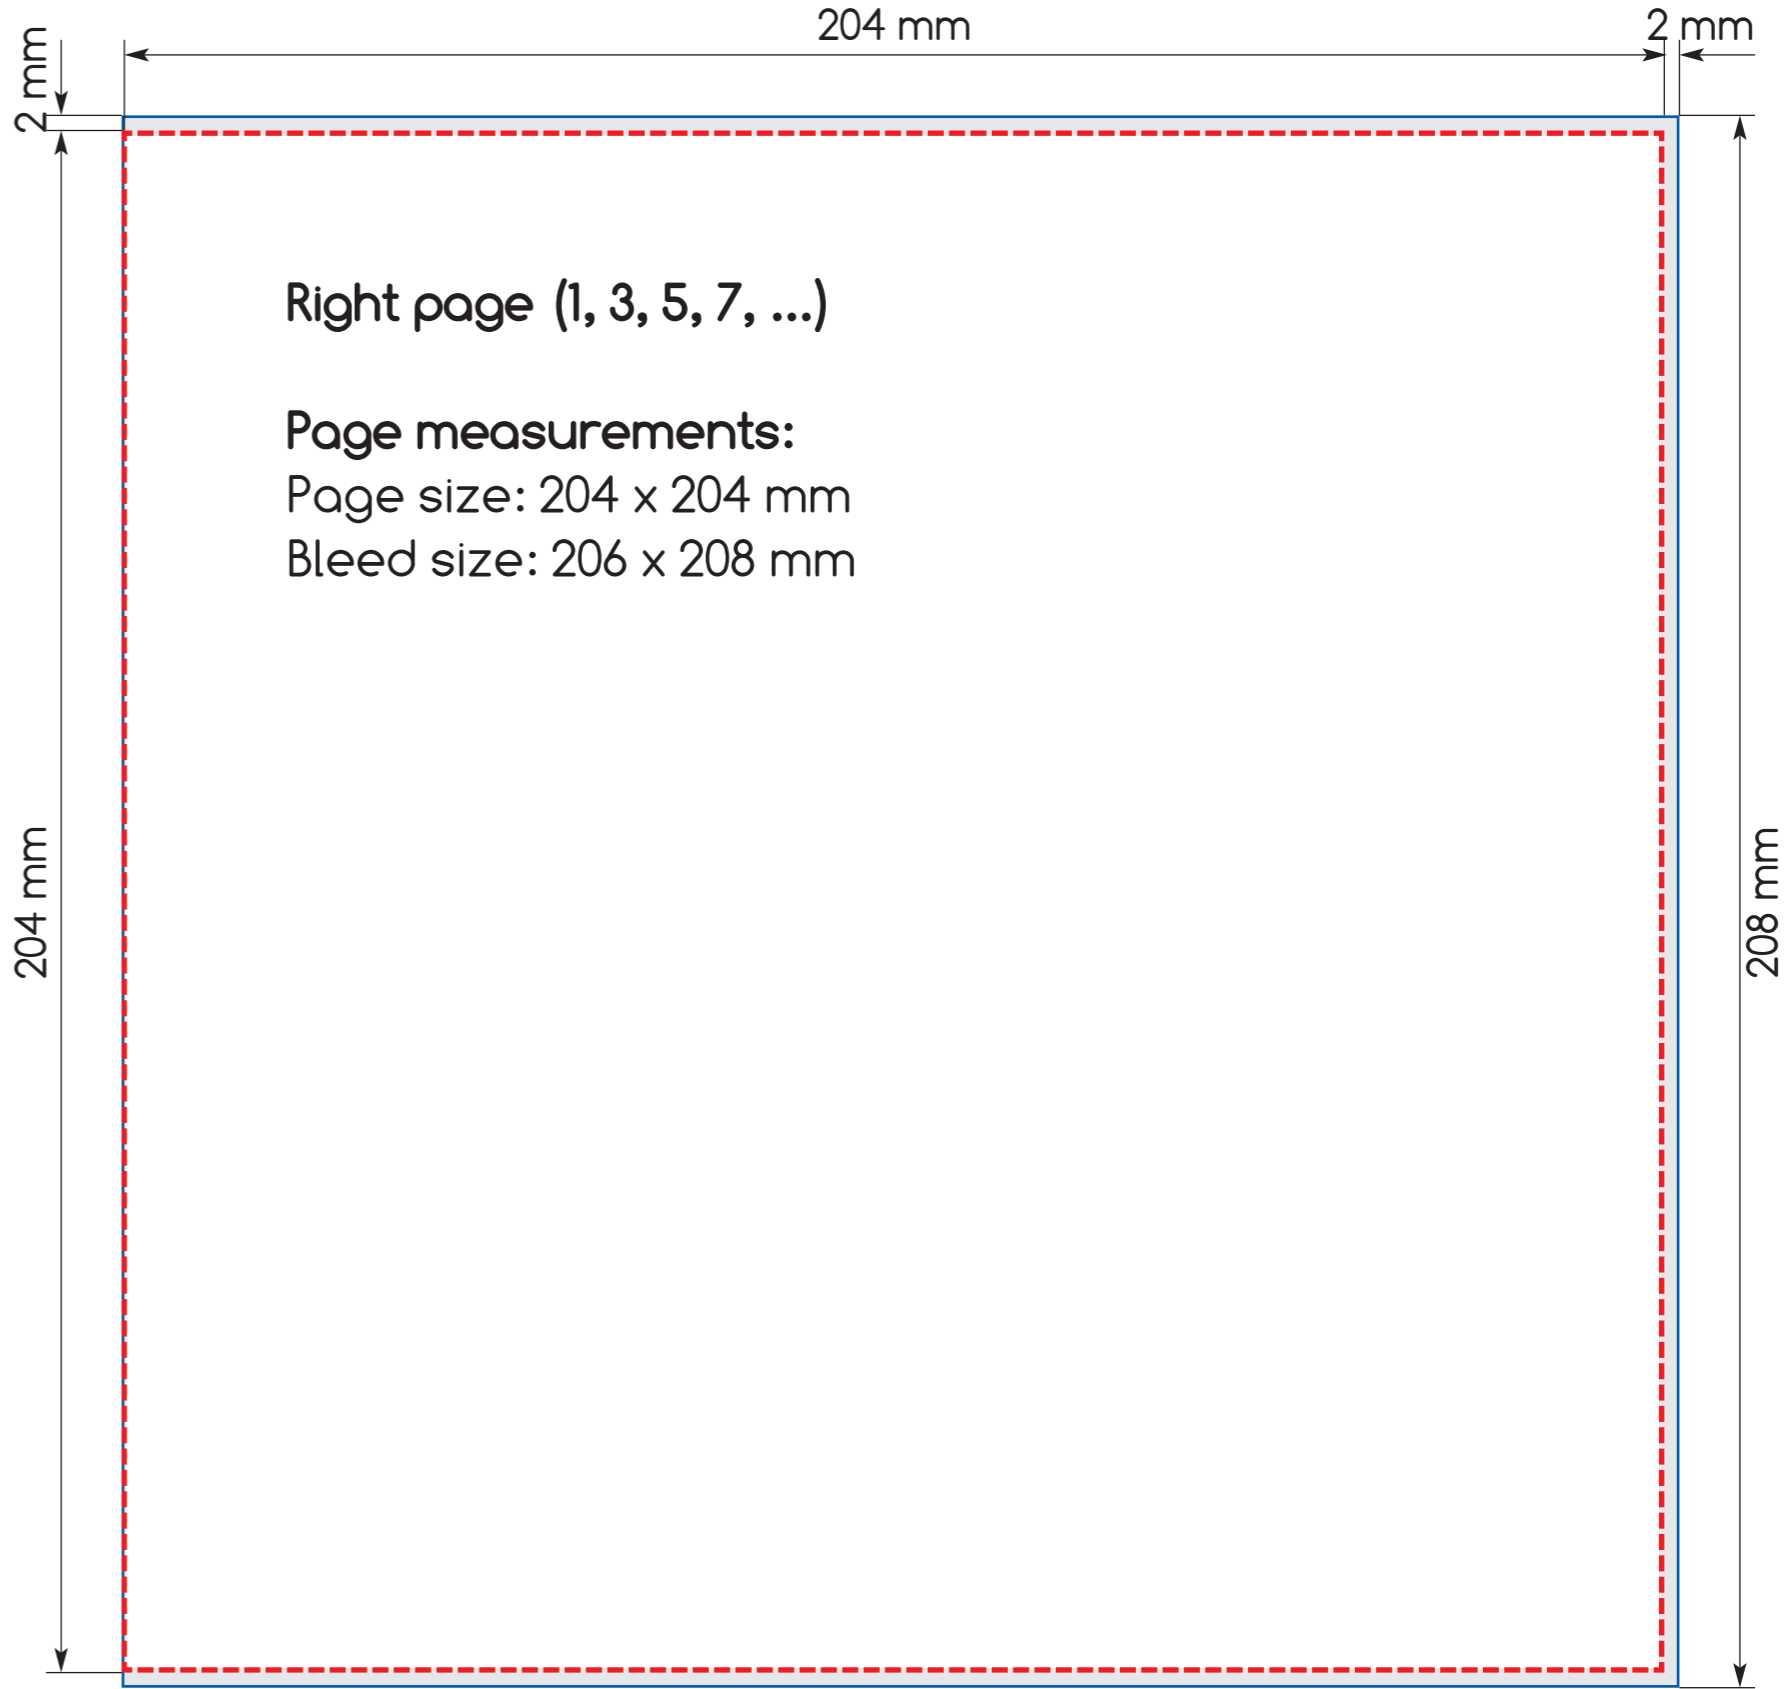 204 mm
2 mm
2 mm
Right page (1, 3, 5, 7, ...)
Page measurements:
Page size: 204 x 204 mm
Bleed size: 206 x 208 mm
204 mm
208 mm